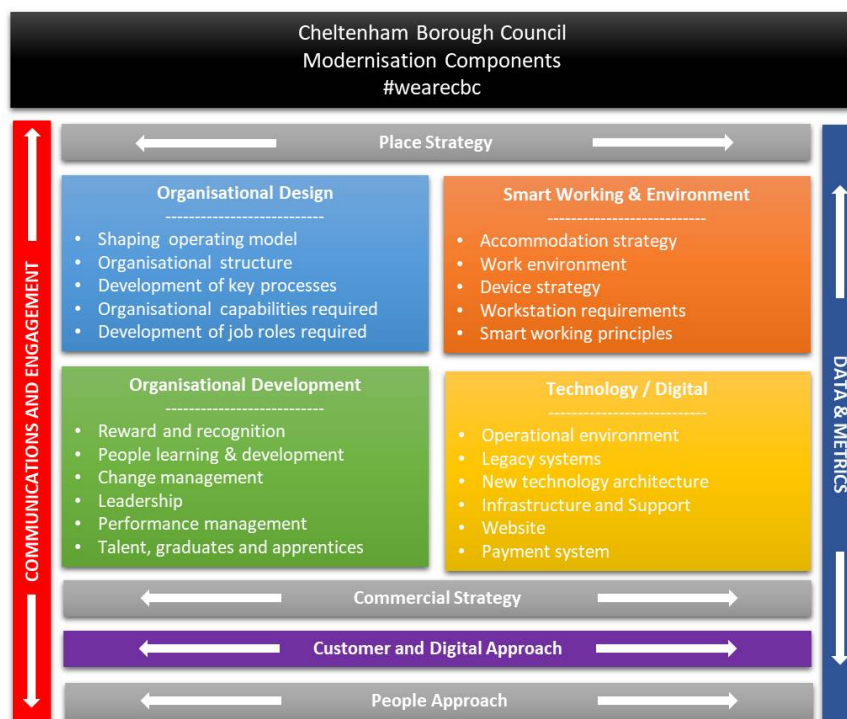 Cheltenham Borough Council
Modernisation Components
#wearecbc
COMMUNICATIONS AND ENGAGEMENT
Place Strategy
Organisational Design
---------------------------
• Shaping operating model
• Organisational structure
• Development of key processes
• Organisational capabilities required
• Development of job roles required
Smart Working & Environment
---------------------------
• Accommodation strategy
• Work environment
• Device strategy
• Workstation requirements
• Smart working principles
Organisational Development
---------------------------
• Reward and recognition
• People learning & development
• Change management
• Leadership
• Performance management
• Talent, graduates and apprentices
Technology / Digital
---------------------------
• Operational environment
• Legacy systems
• New technology architecture
• Infrastructure and Support
• Website
• Payment system
DATA & METRICS
Commercial Strategy
Customer and Digital Approach
People Approach